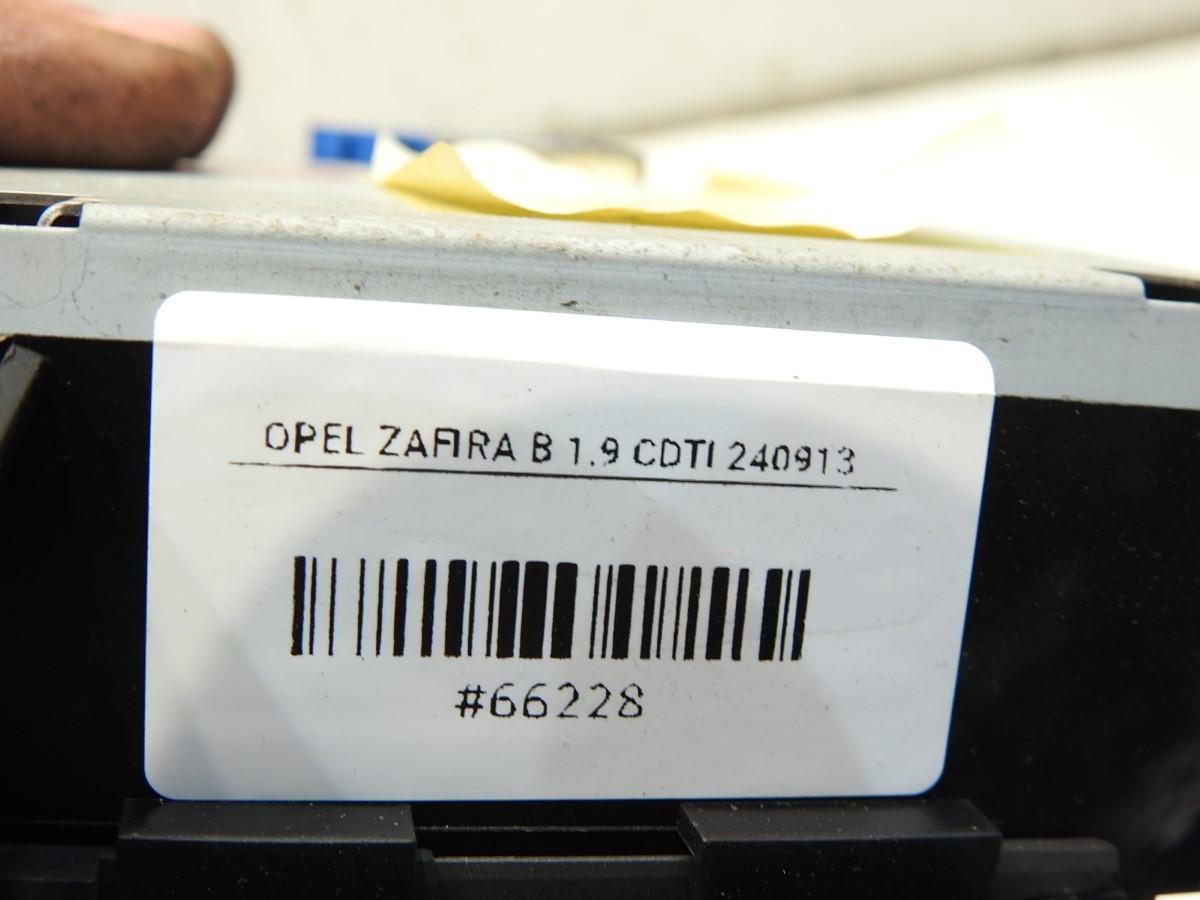 OPEL ZAFIRA B 1.9 CDTI 240913
#66228